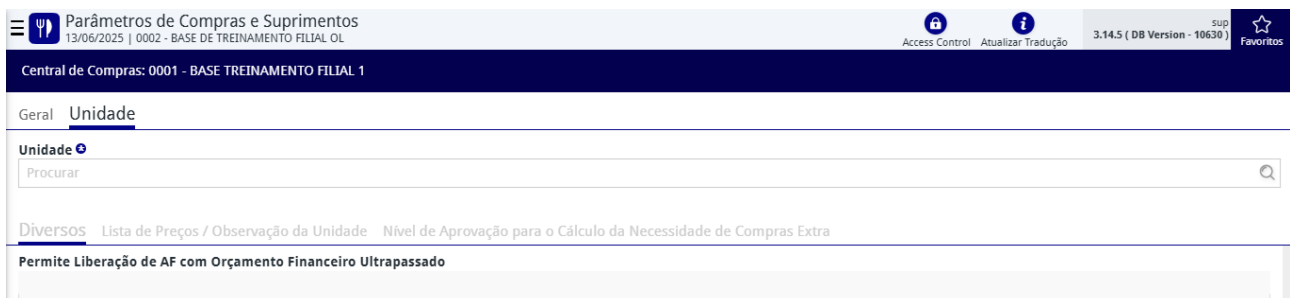 Parâmetros de Compras e Suprimentos
13/06/2025 | 0002 - BASE DE TREINAMENTO FILIAL OL
Access Control
Atualizar Tradução
sup
3.14.5 ( DB Version - 10630 )
Favoritos
Central de Compras: 0001 - BASE TREINAMENTO FILIAL 1
Geral Unidade
Unidade
Procurar
Diversos Lista de Preços / Observação da Unidade Nível de Aprovação para o Cálculo da Necessidade de Compras Extra
Permite Liberação de AF com Orçamento Financeiro Ultrapassado